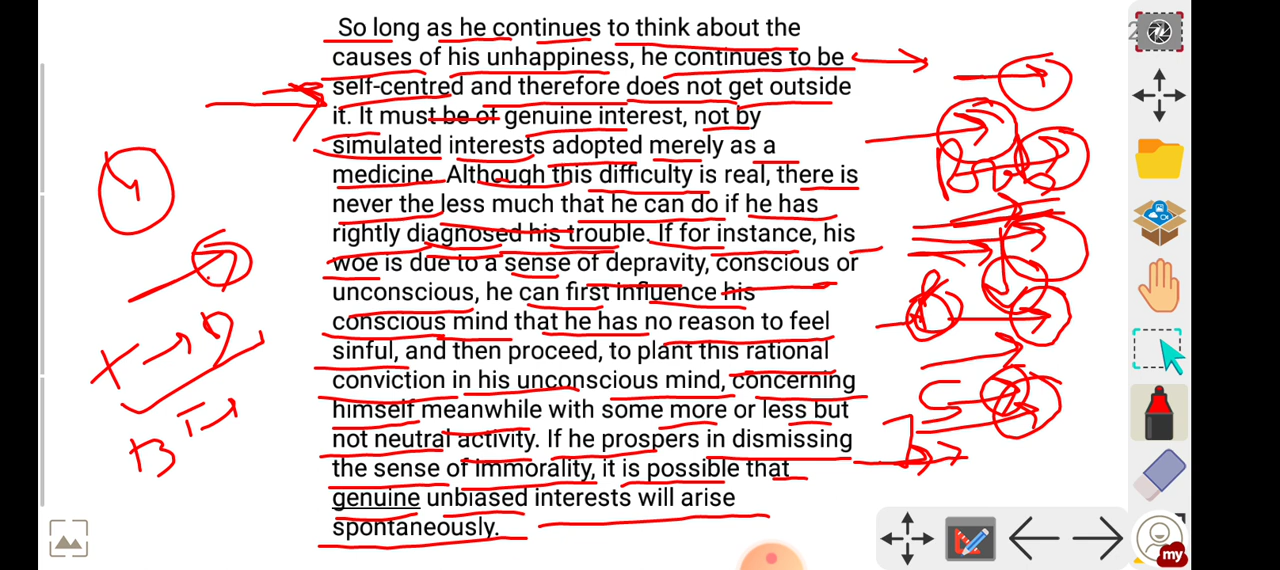 So long as he continues to think about the
causes of his unhappiness, he continues to be
self-centred and therefore does not get outside
it. It must be of genuine interest, not by
simulated interests adopted merely as a
medicine. Although this difficulty is real, there is
never the less much that he can do if he has
rightly diagnosed his trouble. If for instance, his
woe is due to a sense of depravity, conscious or
unconscious, he can first influence his
conscious mind that he has no reason to feel
sinful, and then proceed, to plant this rational
conviction in his unconscious mind, concerning
himself meanwhile with some more or less but
not neutral activity. If he prospers in dismissing
the sense of immorality, it is possible that
genuine unbiased interests will arise
spontaneously.
my